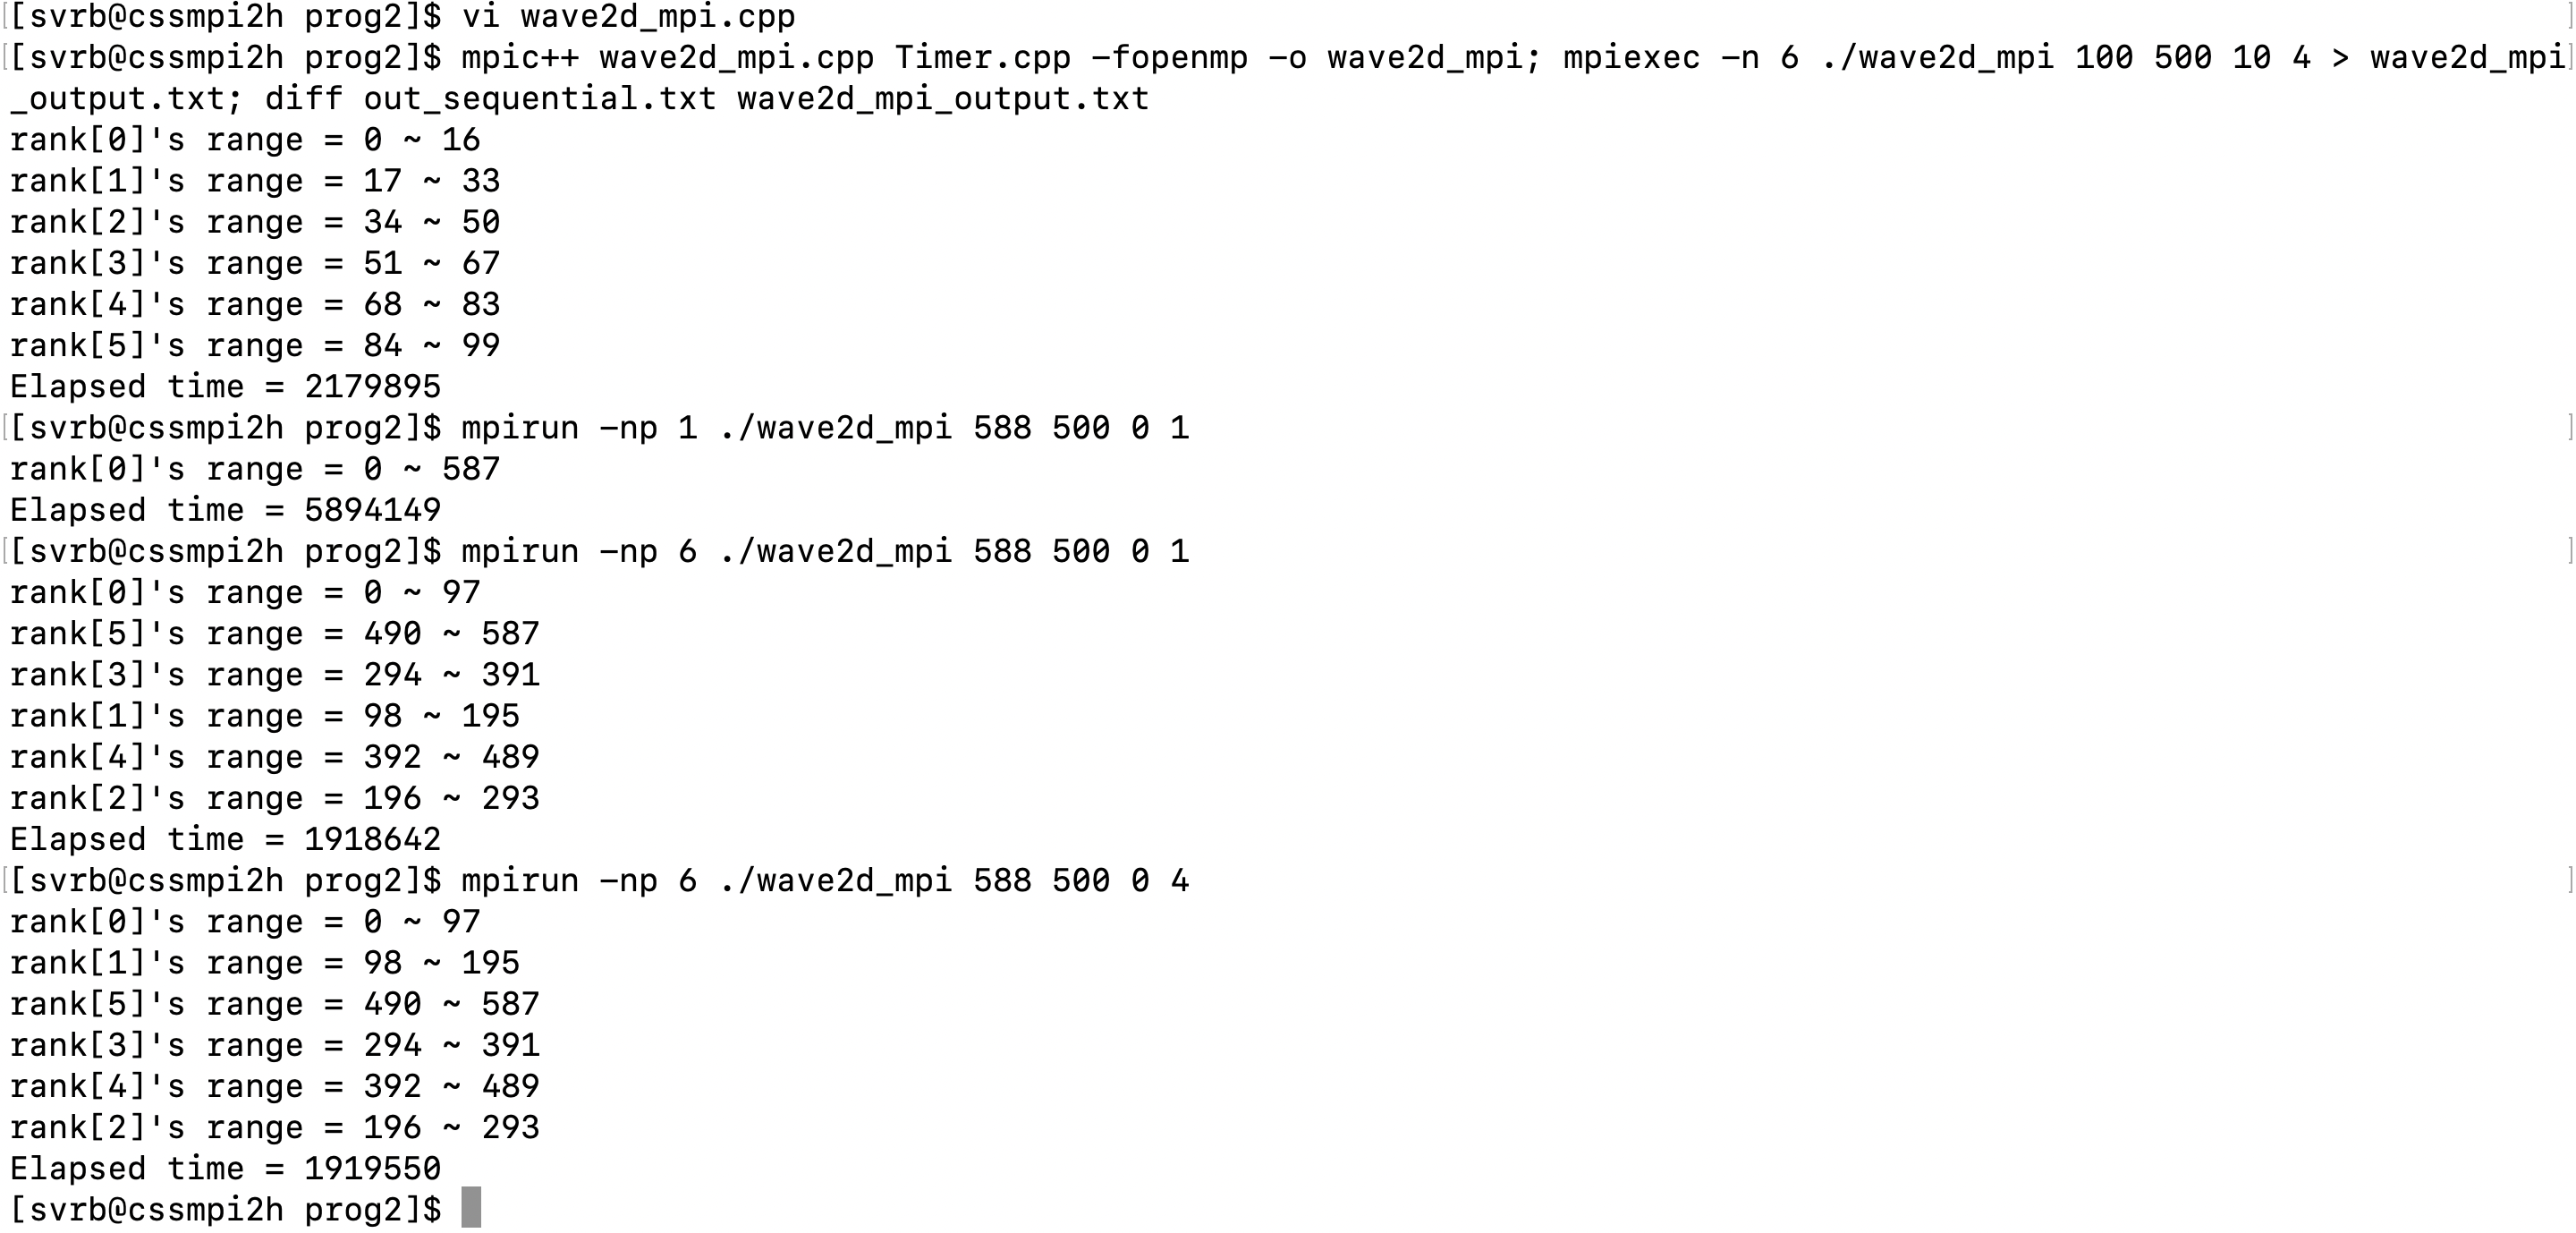 [[svrb@cssmpi2h prog2]$ vi wave2d_mpi.cpp ]
[[svrb@cssmpi2h prog2]$ mpic++ wave2d_mpi.cpp Timer.cpp -fopenmp -o wave2d_mpi; mpiexec -n 6 ./wave2d_mpi 100 500 10 4 > wave2d_mpi]
_output.txt; diff out_sequential.txt wave2d_mpi_output.txt
rank[0]'s range = 0 ~ 16
rank[1]'s range = 17 ~ 33
rank[2]'s range = 34 ~ 50
rank[3]'s range = 51 ~ 67
rank[4]'s range = 68 ~ 83
rank[5]'s range = 84 ~ 99
Elapsed time = 2179895
[[svrb@cssmpi2h prog2]$ mpirun -np 1 ./wave2d_mpi 588 500 0 1 ]
rank[0]'s range = 0 ~ 587
Elapsed time = 5894149
[[svrb@cssmpi2h prog2]$ mpirun -np 6 ./wave2d_mpi 588 500 0 1 ]
rank[0]'s range = 0 ~ 97
rank[5]'s range = 490 ~ 587
rank[3]'s range = 294 ~ 391
rank[1]'s range = 98 ~ 195
rank[4]'s range = 392 ~ 489
rank[2]'s range = 196 ~ 293
Elapsed time = 1918642
[[svrb@cssmpi2h prog2]$ mpirun -np 6 ./wave2d_mpi 588 500 0 4 ]
rank[0]'s range = 0 ~ 97
rank[1]'s range = 98 ~ 195
rank[5]'s range = 490 ~ 587
rank[3]'s range = 294 ~ 391
rank[4]'s range = 392 ~ 489
rank[2]'s range = 196 ~ 293
Elapsed time = 1919550
[svrb@cssmpi2h prog2]$